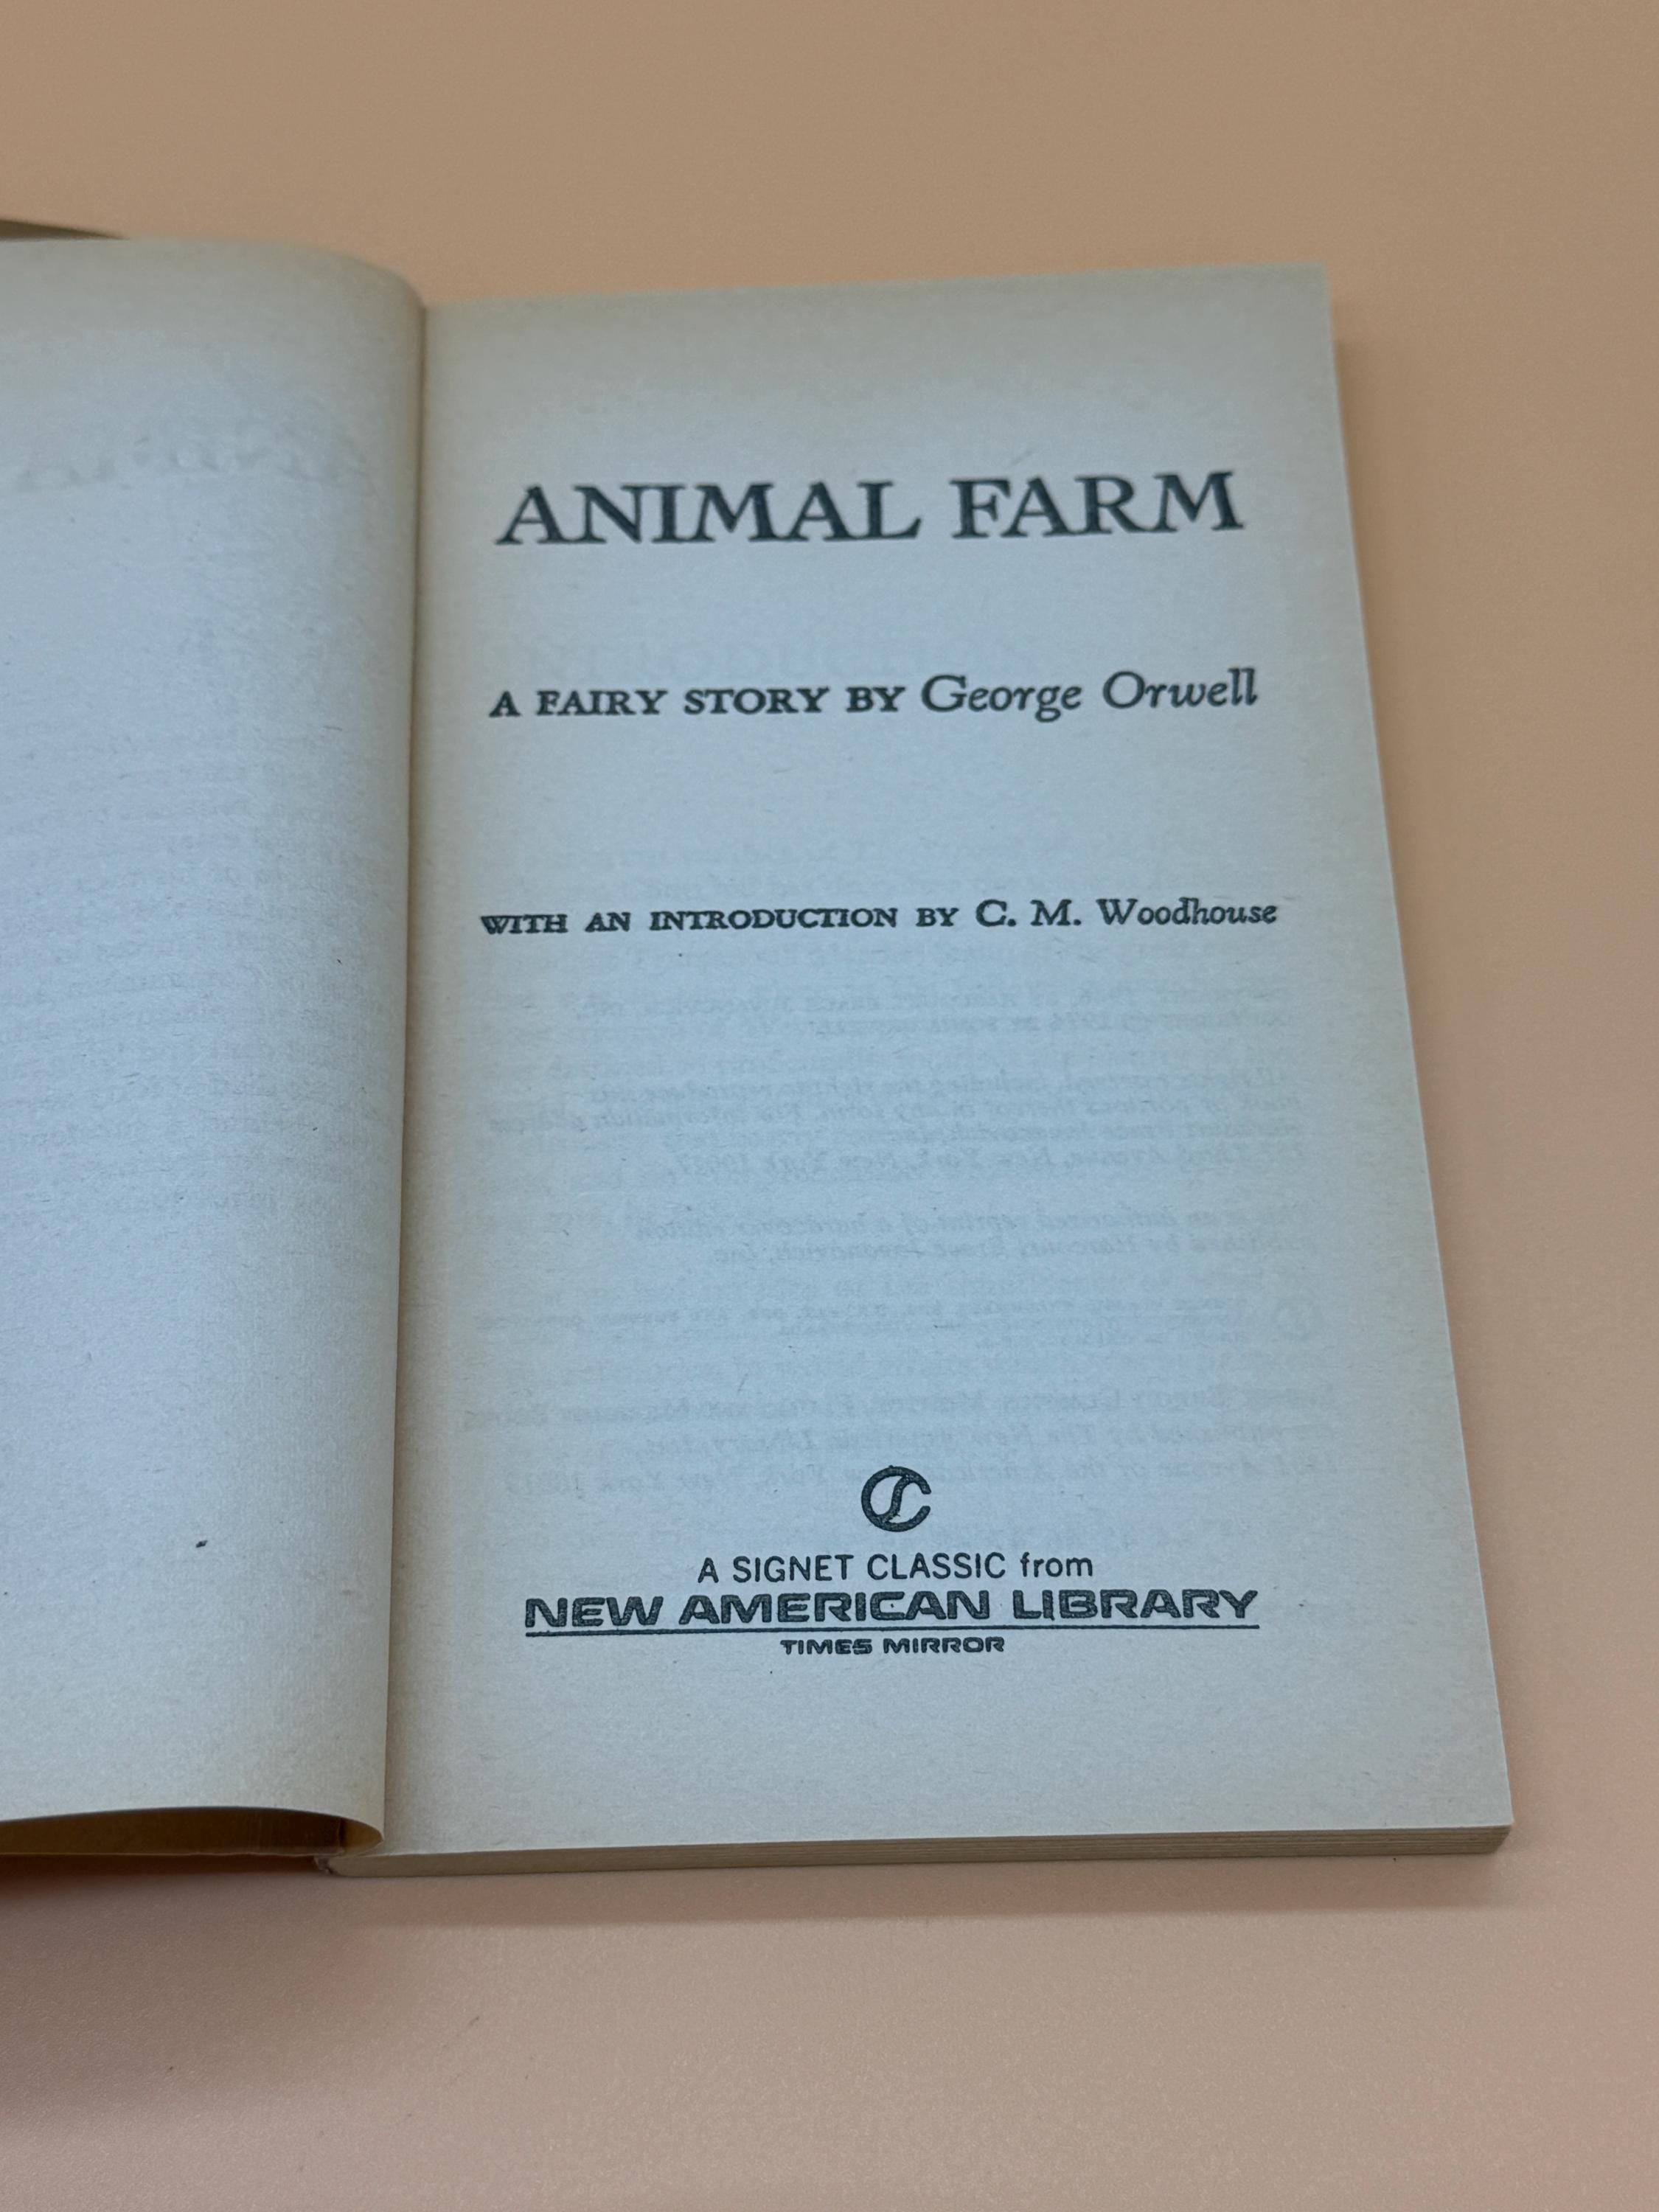 ANIMAL FARM
A FAIRY STORY BY George Orwell
WITH AN INTRODUCTION BY C. M. Woodhouse
A SIGNET CLASSIC from
NEW AMERICAN LIBRARY
TIMES MIRROR